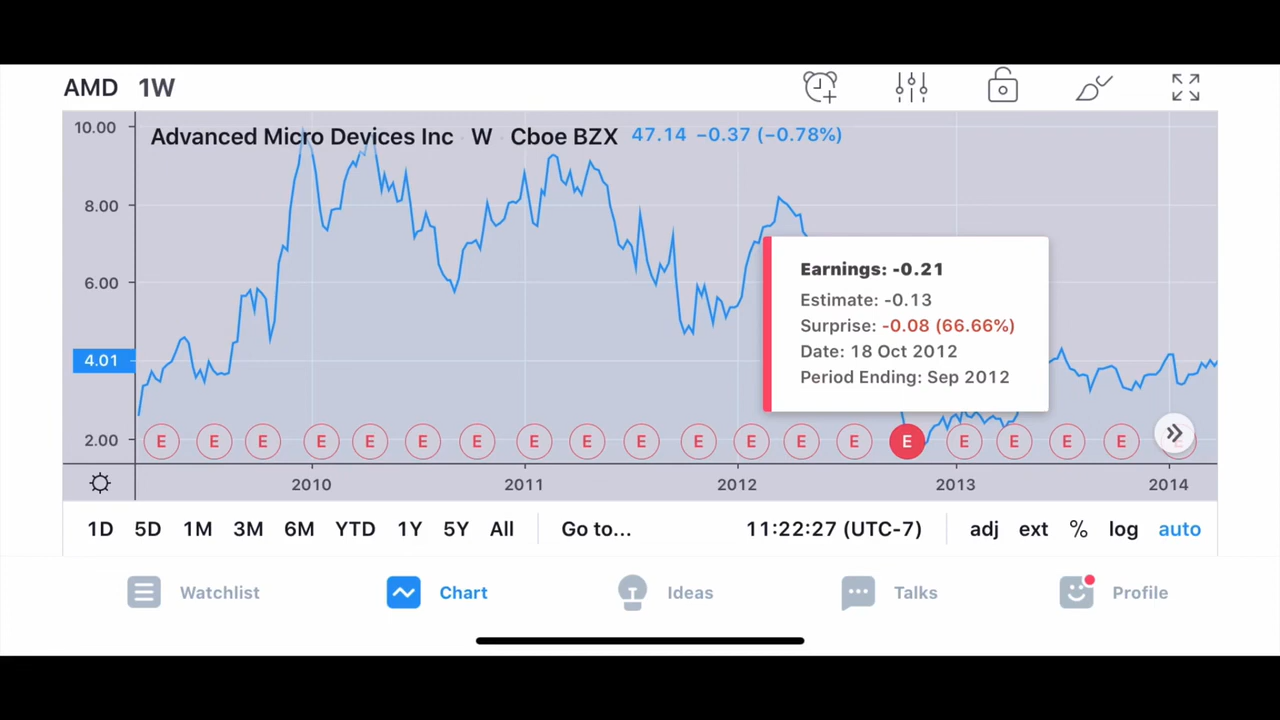 AMD 1W
Advanced Micro Devices Inc W Cboe BZX 47.14 −0.37 (−0.78%)
10.00
8.00
6.00
4.01
2.00
Earnings: -0.21
Estimate: -0.13
Surprise: -0.08 (66.66%)
Date: 18 Oct 2012
Period Ending: Sep 2012
E E E E E E E E E E E E E E E E E E E E
2010 2011 2012 2013 2014
1D 5D 1M 3M 6M YTD 1Y 5Y All Go to... 11:22:27 (UTC-7) adj ext % log auto
Watchlist Chart Ideas Talks Profile